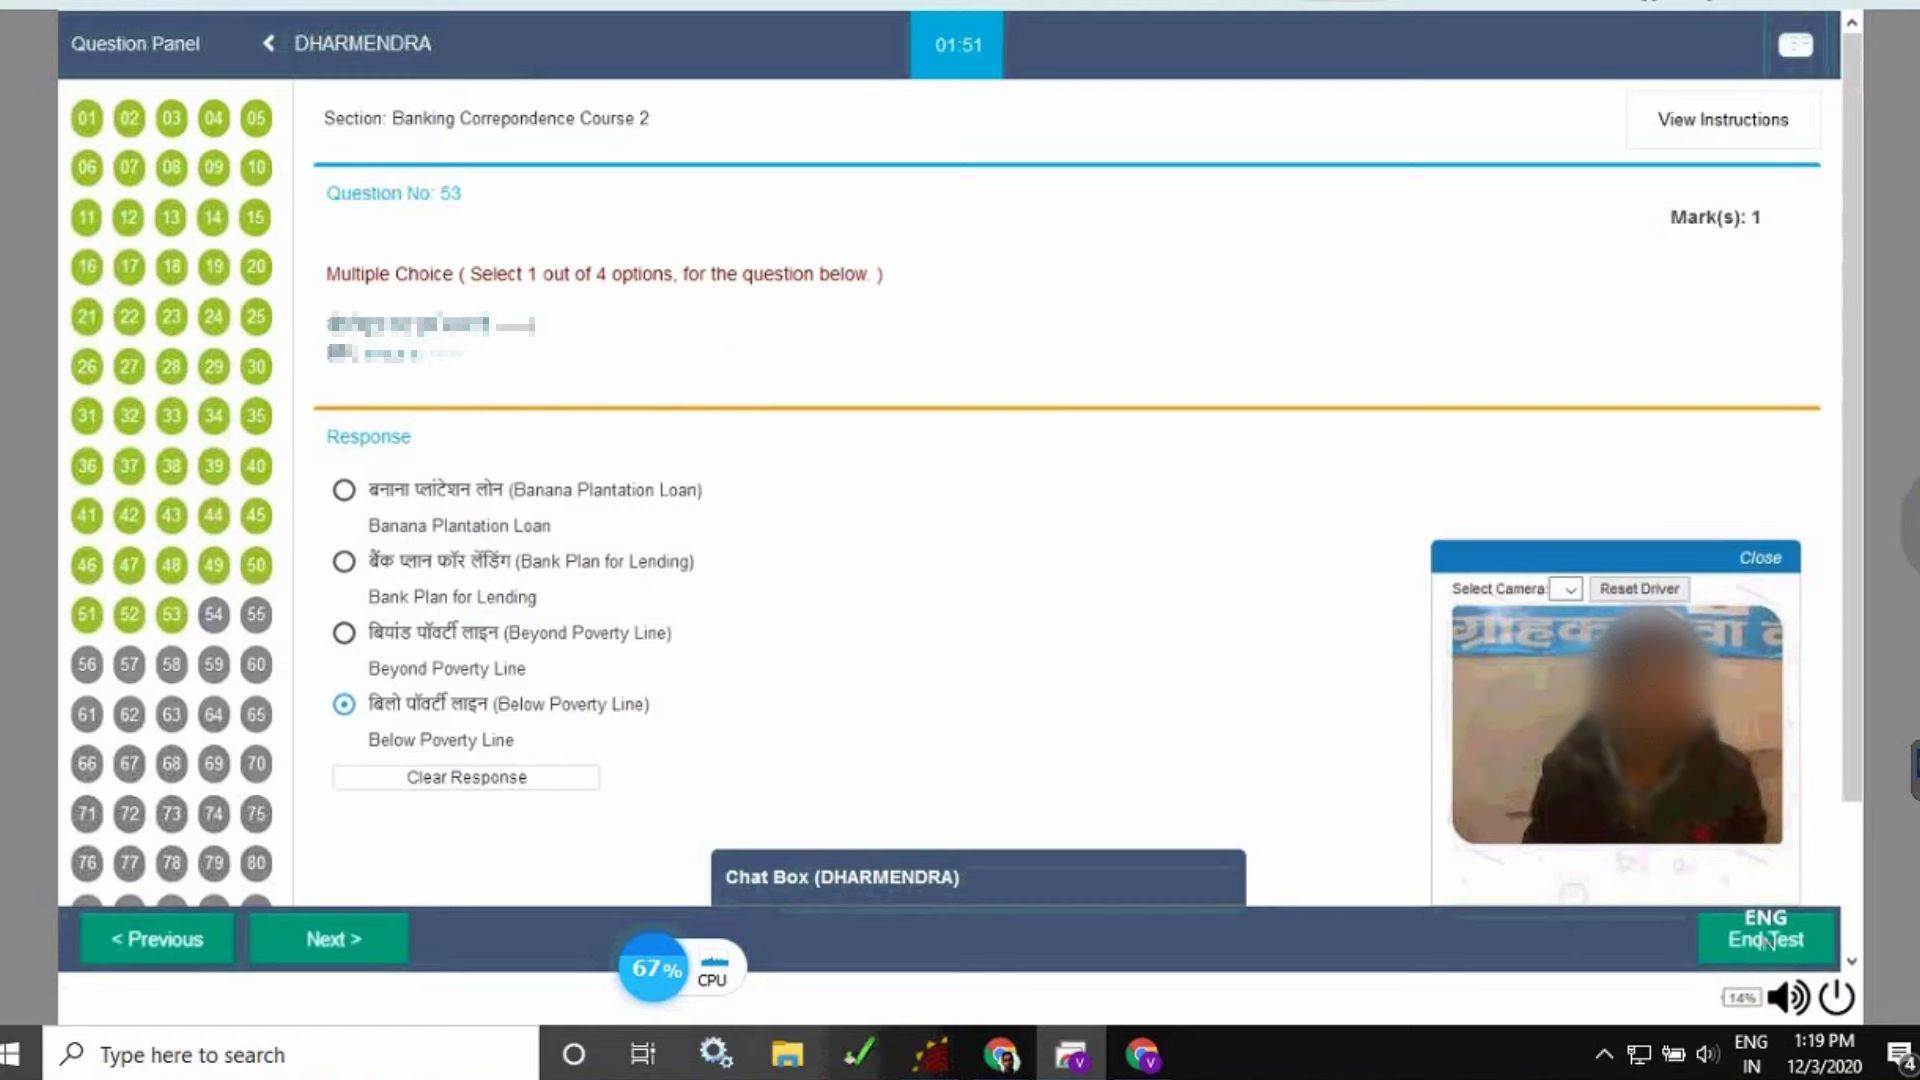 Question Panel
DHARMENDRA
01:51
01 02 03 04 05
06 07 08 09 10
11 12 13 14 15
16 17 18 19 20
21 22 23 24 25
26 27 28 29 30
31 32 33 34 35
36 37 38 39 40
41 42 43 44 45
46 47 48 49 50
51 52 53 54 55
56 57 58 59 60
61 62 63 64 65
66 67 68 69 70
71 72 73 74 75
76 77 78 79 80
Section: Banking Correpondence Course 2
View Instructions
Question No: 53
Mark(s): 1
Multiple Choice ( Select 1 out of 4 options, for the question below. )
Response
बनाना प्लांटेशन लोन (Banana Plantation Loan)
Banana Plantation Loan
बैंक प्लान फॉर लेंडिंग (Bank Plan for Lending)
Bank Plan for Lending
बियांड पॉवर्टी लाइन (Beyond Poverty Line)
Beyond Poverty Line
बिलो पॉवर्टी लाइन (Below Poverty Line)
Below Poverty Line
Clear Response
Close
Select Camera:
Reset Driver
ग्राहक
Chat Box (DHARMENDRA)
< Previous
Next >
ENG
End Test
67%
CPU
14%
Type here to search
ENG
IN
1:19 PM
12/3/2020
4